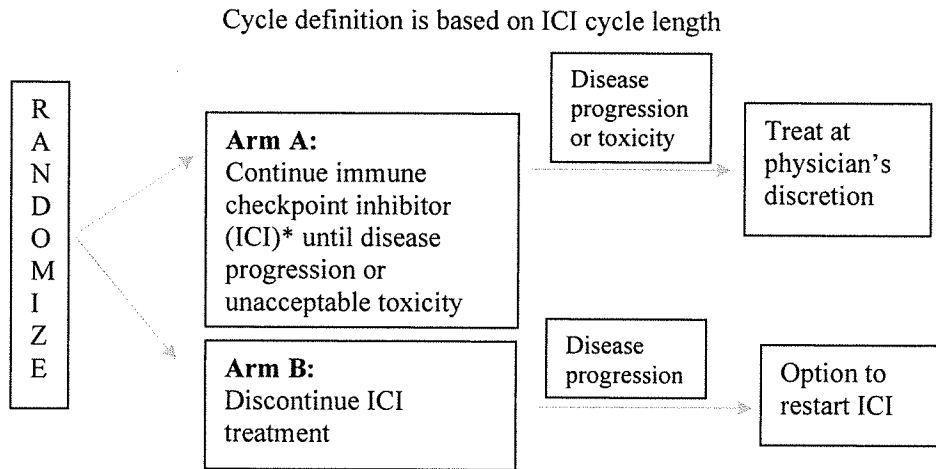 Cycle definition is based on ICI cycle length
R
A
N
D
O
M
I
Z
E
Arm A:
Continue immune
checkpoint inhibitor
(ICI)* until disease
progression or
unacceptable toxicity
Disease
progression
or toxicity
Treat at
physician's
discretion
Arm B:
Discontinue ICI
treatment
Disease
progression
Option to
restart ICI